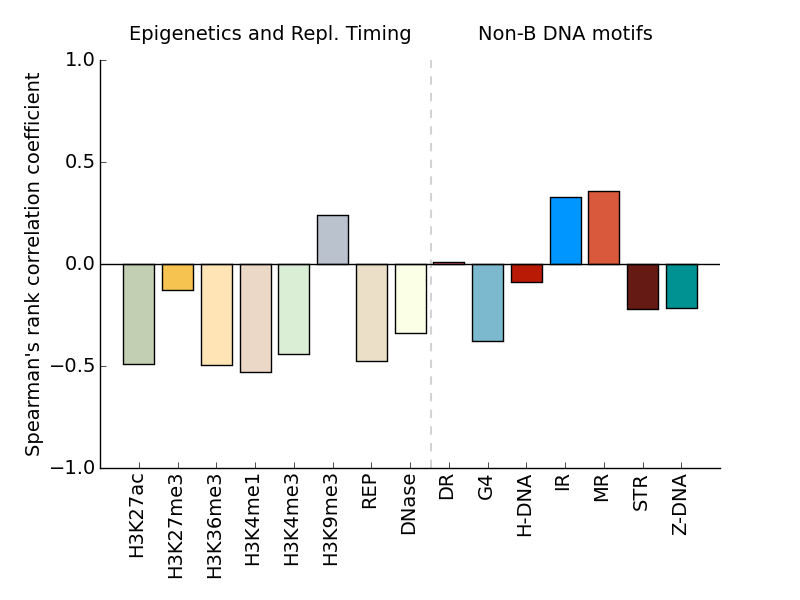 Epigenetics and Repl. Timing
Non-B DNA motifs
Spearman's rank correlation coefficient
1.0
0.5
0.0
−0.5
−1.0
H3K27ac
H3K27me3
H3K36me3
H3K4me1
H3K4me3
H3K9me3
REP
DNase
DR
G4
H-DNA
IR
MR
STR
Z-DNA